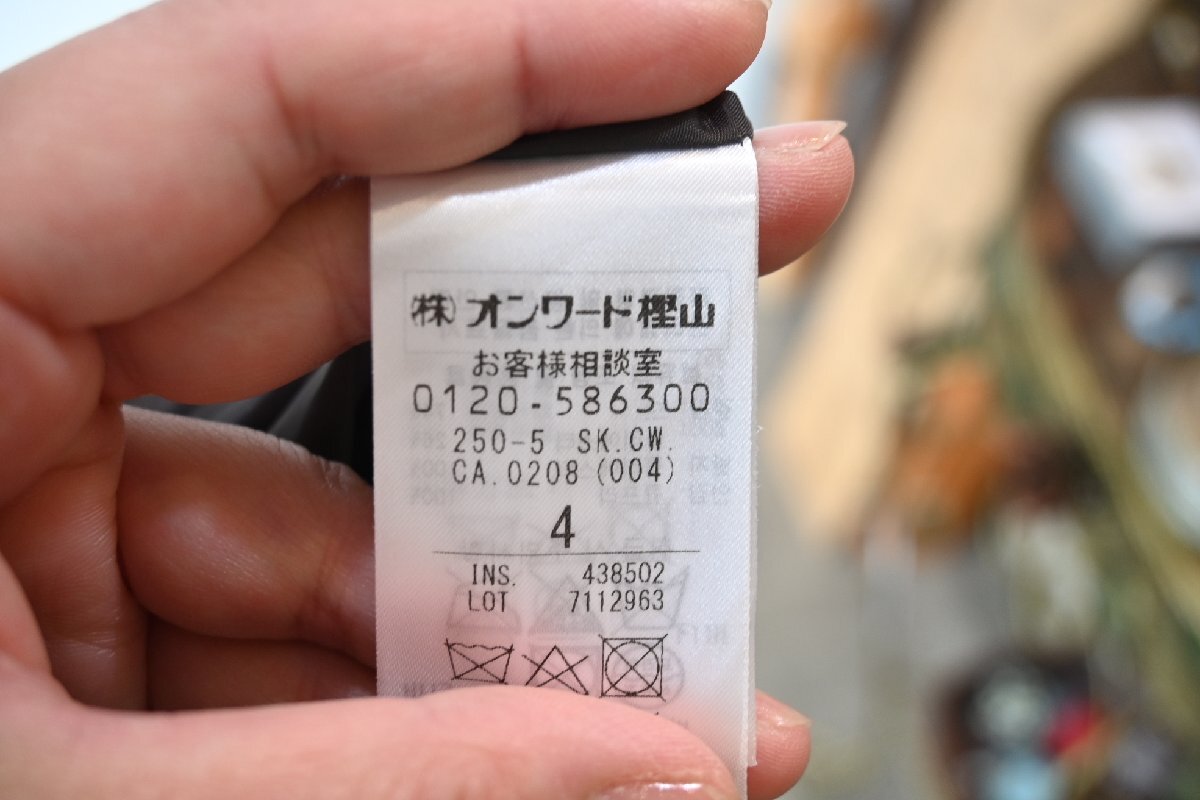 (株)オンワード樫山
お客様相談室
0120-586300
250-5 SK.CW.
CA.0208 (004)
4
INS. 438502
LOT 7112963